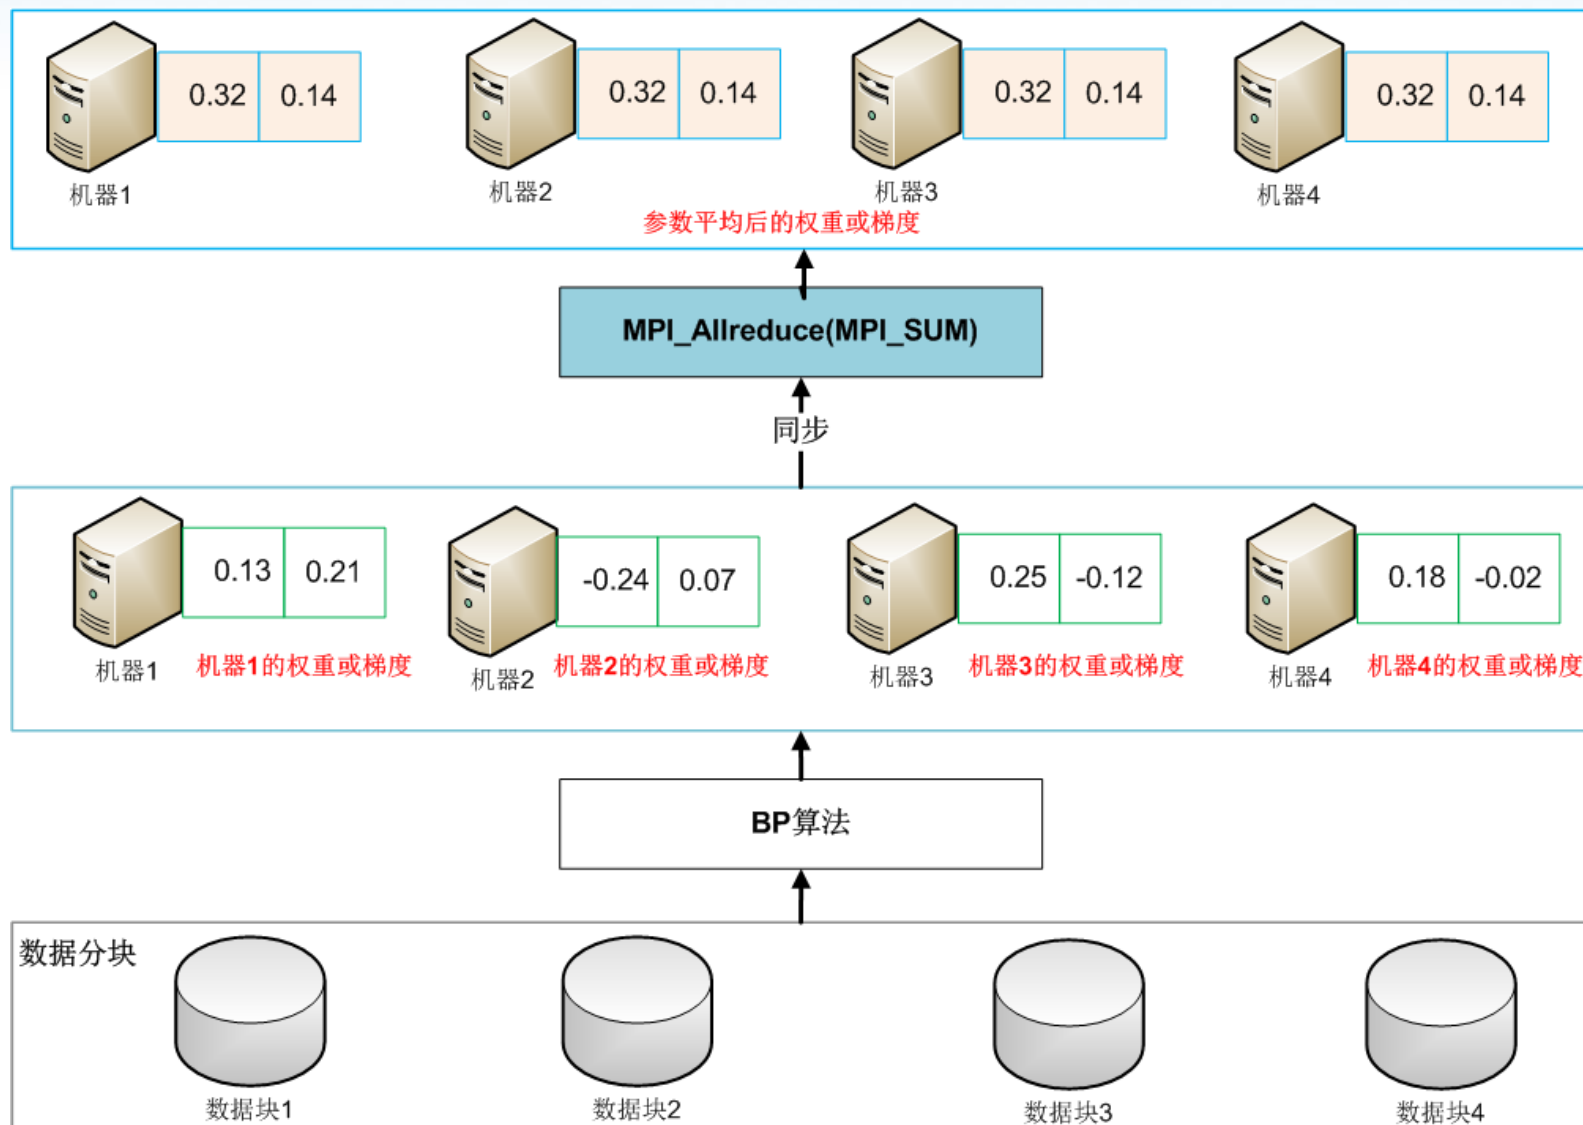 0.32 0.14 0.32 0.14 0.32 0.14 0.32 0.14
机器1 机器2 机器3 机器4
参数平均后的权重或梯度
MPI_Allreduce(MPI_SUM)
同步
0.13 0.21 -0.24 0.07 0.25 -0.12 0.18 -0.02
机器1 机器1的权重或梯度 机器2 机器2的权重或梯度 机器3 机器3的权重或梯度 机器4 机器4的权重或梯度
BP算法
数据分块
数据块1 数据块2 数据块3 数据块4